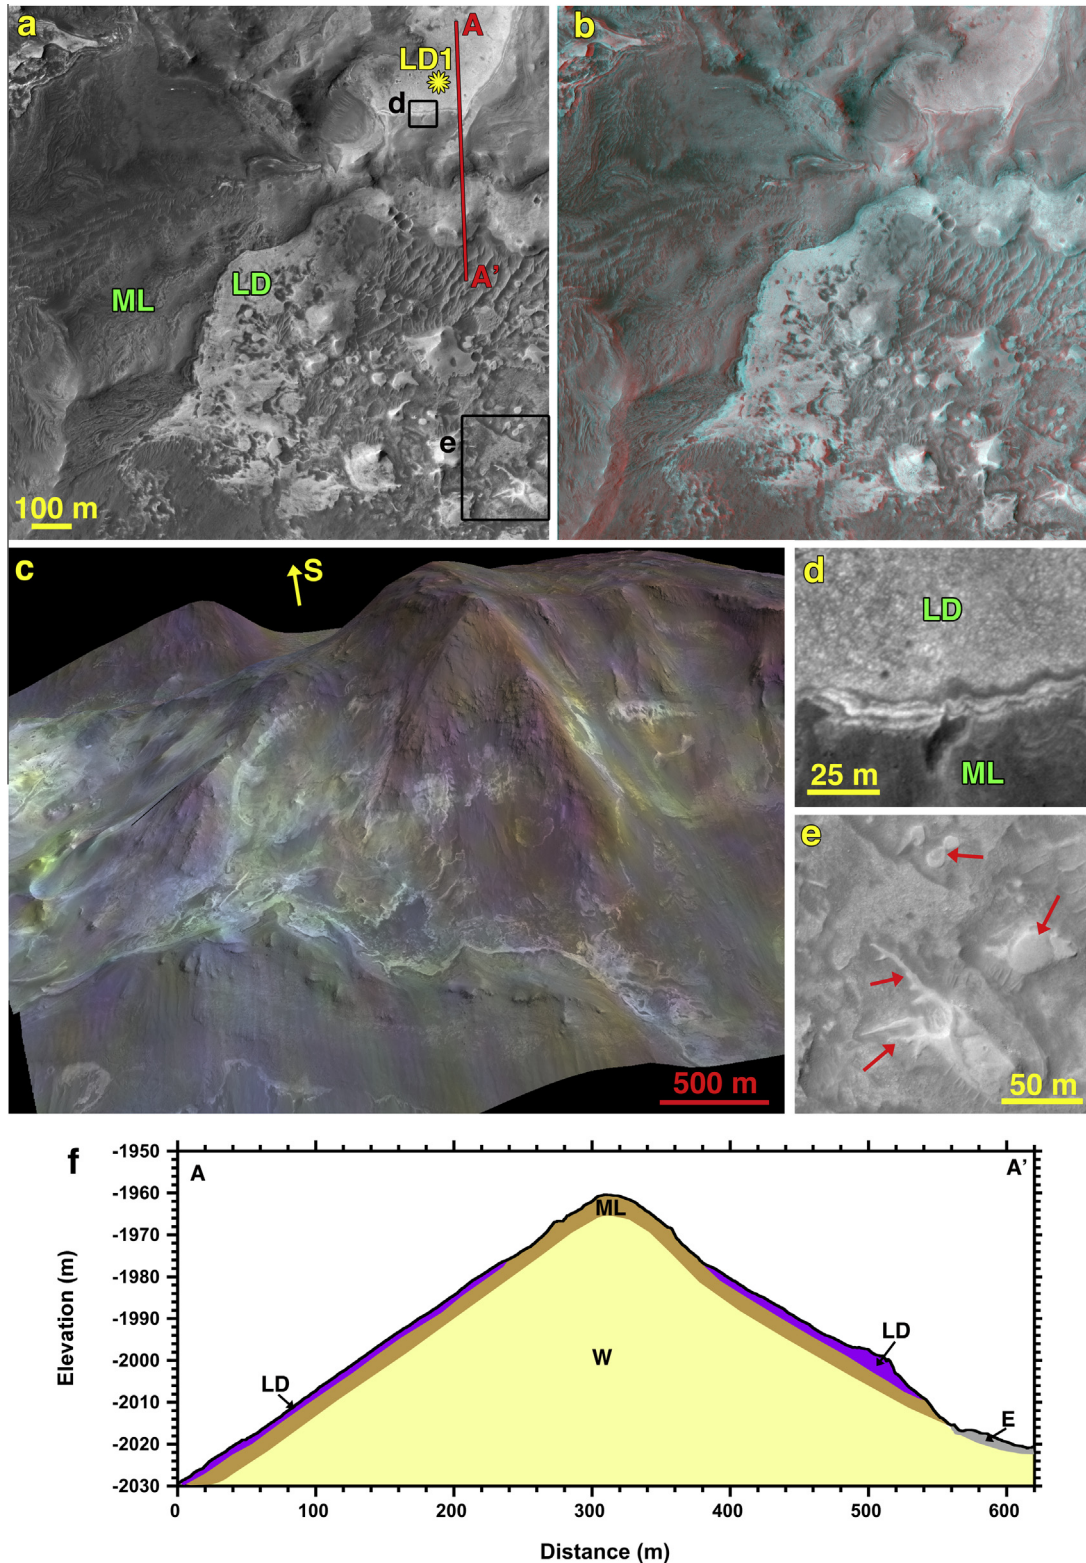 a
A
LD1
d
A'
LD
ML
e
100 m
b
c
S
500 m
d
LD
ML
25 m
e
50 m
f
A
A'
ML
W
LD
LD
E
-1950
-1960
-1970
-1980
-1990
-2000
-2010
-2020
-2030
Elevation (m)
0
100
200
300
400
500
600
Distance (m)